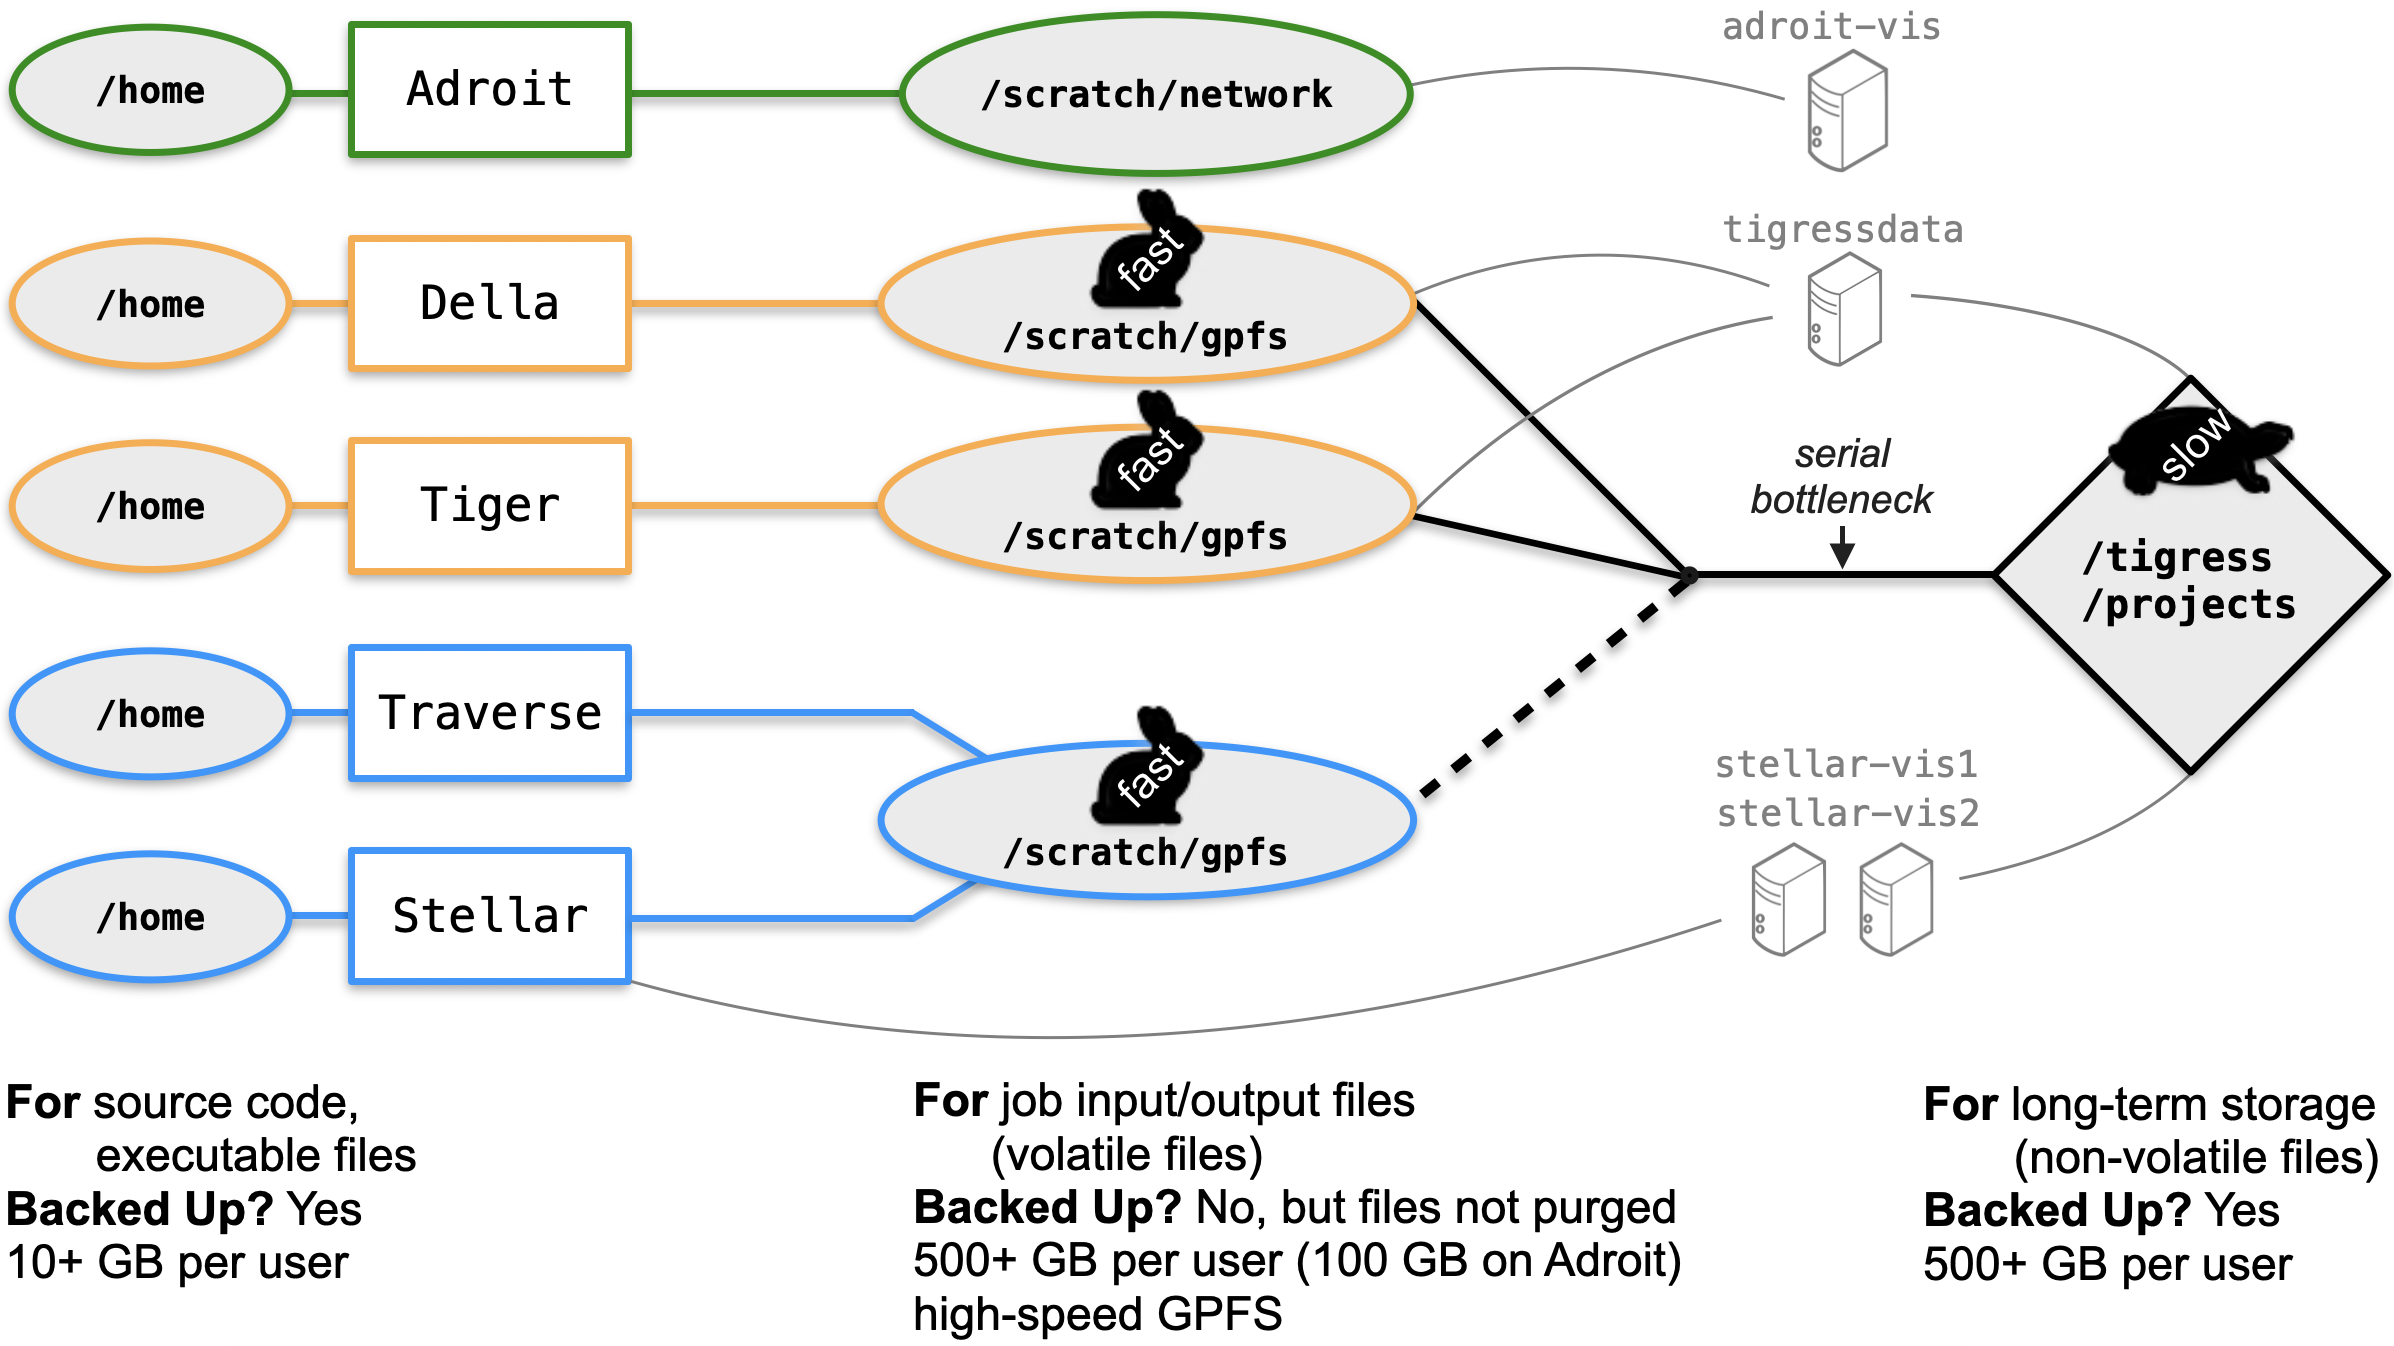 adroit-vis
/home
Adroit
/scratch/network
tigressdata
/home
Della
fast
/scratch/gpfs
/home
Tiger
fast
/scratch/gpfs
serial
bottleneck
slow
/tigress
/projects
/home
Traverse
fast
/scratch/gpfs
stellar-vis1
stellar-vis2
/home
Stellar
For source code,
executable files
Backed Up? Yes
10+ GB per user
For job input/output files
(volatile files)
Backed Up? No, but files not purged
500+ GB per user (100 GB on Adroit)
high-speed GPFS
For long-term storage
(non-volatile files)
Backed Up? Yes
500+ GB per user